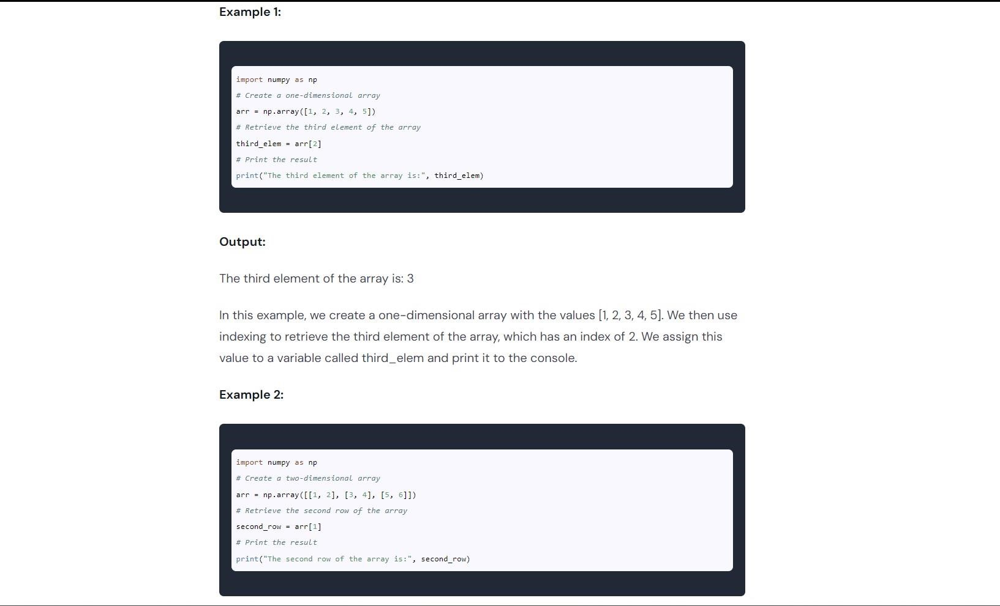 Example 1:
import numpy as np
# Create a one-dimensional array
arr = np.array([1, 2, 3, 4, 5])
# Retrieve the third element of the array
third_elem = arr[2]
# Print the result
print("The third element of the array is:", third_elem)
Output:
The third element of the array is: 3
In this example, we create a one-dimensional array with the values [1, 2, 3, 4, 5]. We then use
indexing to retrieve the third element of the array, which has an index of 2. We assign this
value to a variable called third_elem and print it to the console.
Example 2:
import numpy as np
# Create a two-dimensional array
arr = np.array([[1, 2], [3, 4], [5, 6]])
# Retrieve the second row of the array
second_row = arr[1]
# Print the result
print("The second row of the array is:", second_row)